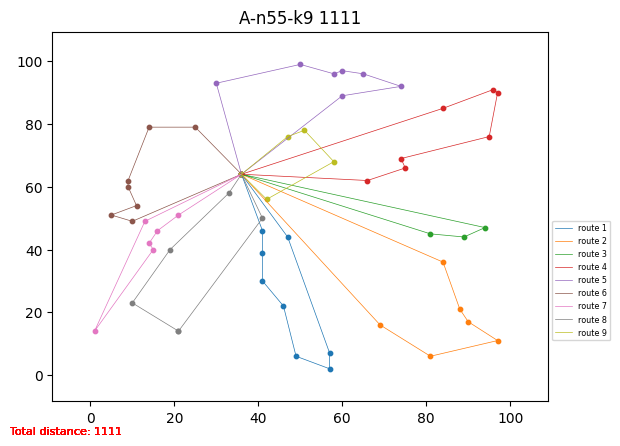 A-n55-k9 1111
100
80
60
40
20
0
0 20 40 60 80 100
route 1
route 2
route 3
route 4
route 5
route 6
route 7
route 8
route 9
Total distance: 1111